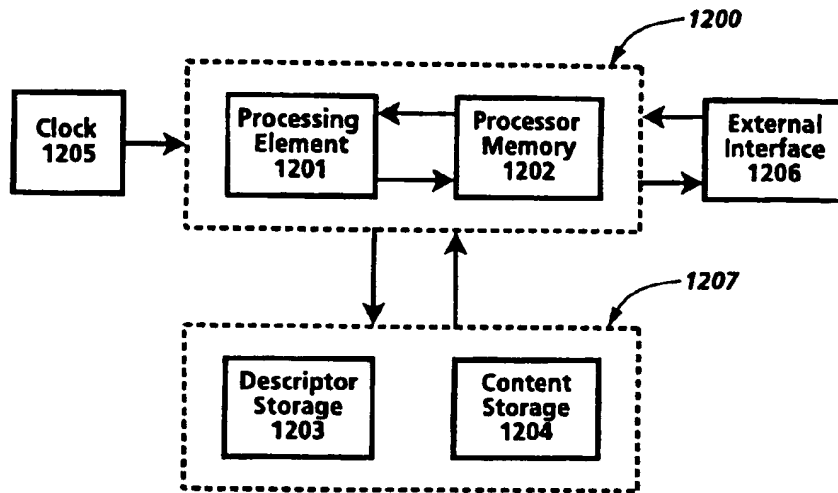 1200
Clock
1205
Processing
Element
1201
Processor
Memory
1202
External
Interface
1206
1207
Descriptor
Storage
1203
Content
Storage
1204